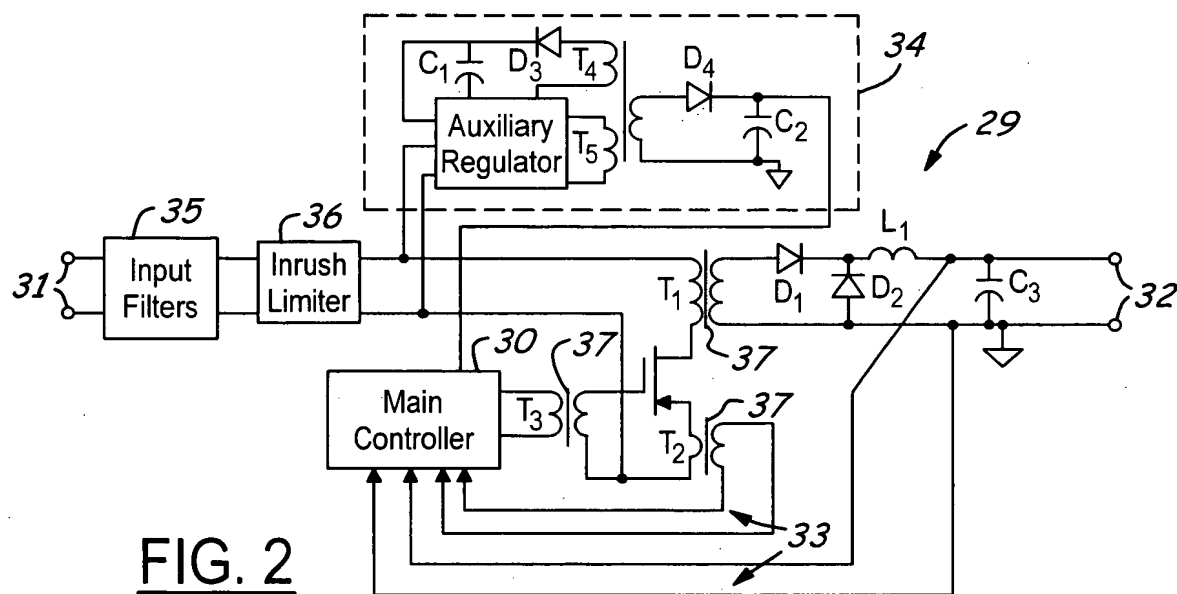 34
D3
T4
C1
D4
Auxiliary
Regulator
T5
C2
29
35
36
L1
Input
Filters
Inrush
Limiter
31
T1
D1
D2
C3
32
30
37
37
37
Main
Controller
T3
T2
33
FIG. 2